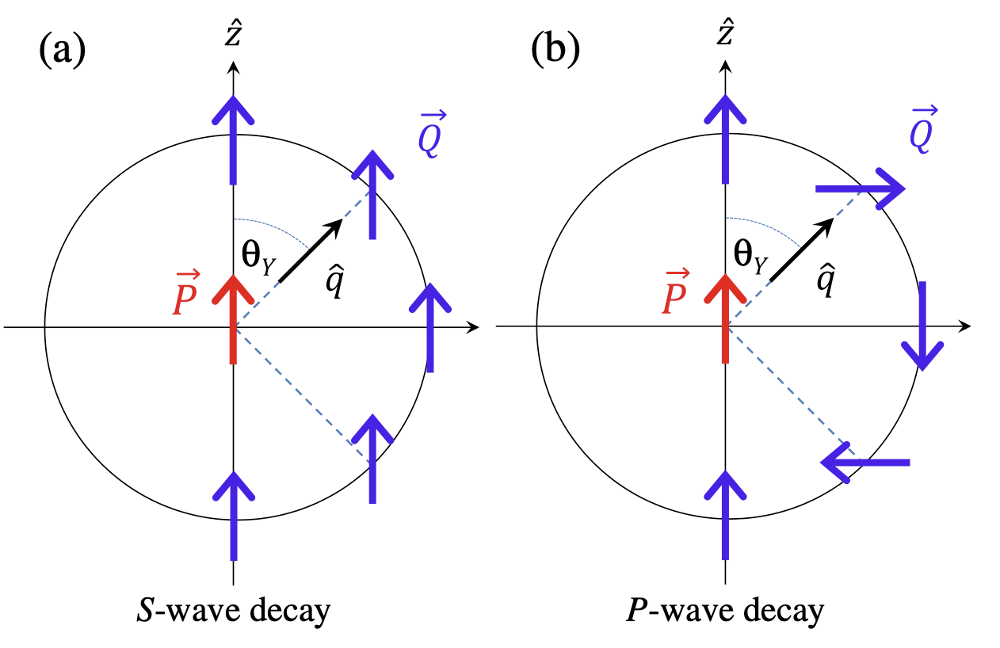 (a)
ẑ
Q⃗
θ_Y
P⃗
q̂
S-wave decay
(b)
ẑ
Q⃗
θ_Y
P⃗
q̂
P-wave decay